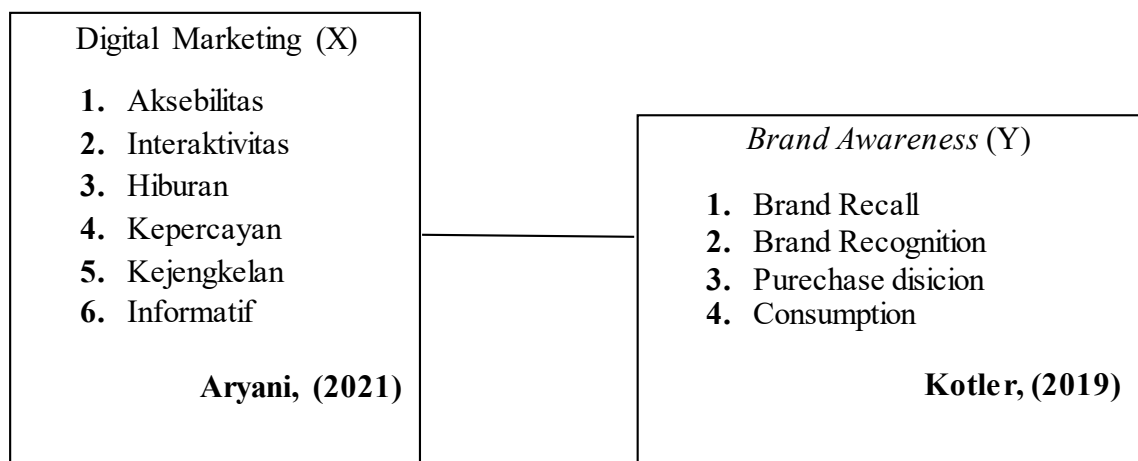 Digital Marketing (X)
1. Aksebilitas
2. Interaktivitas
3. Hiburan
4. Kepercayan
5. Kejengkelan
6. Informatif
Aryani, (2021)
Brand Awareness (Y)
1. Brand Recall
2. Brand Recognition
3. Purechase disicion
4. Consumption
Kotler, (2019)